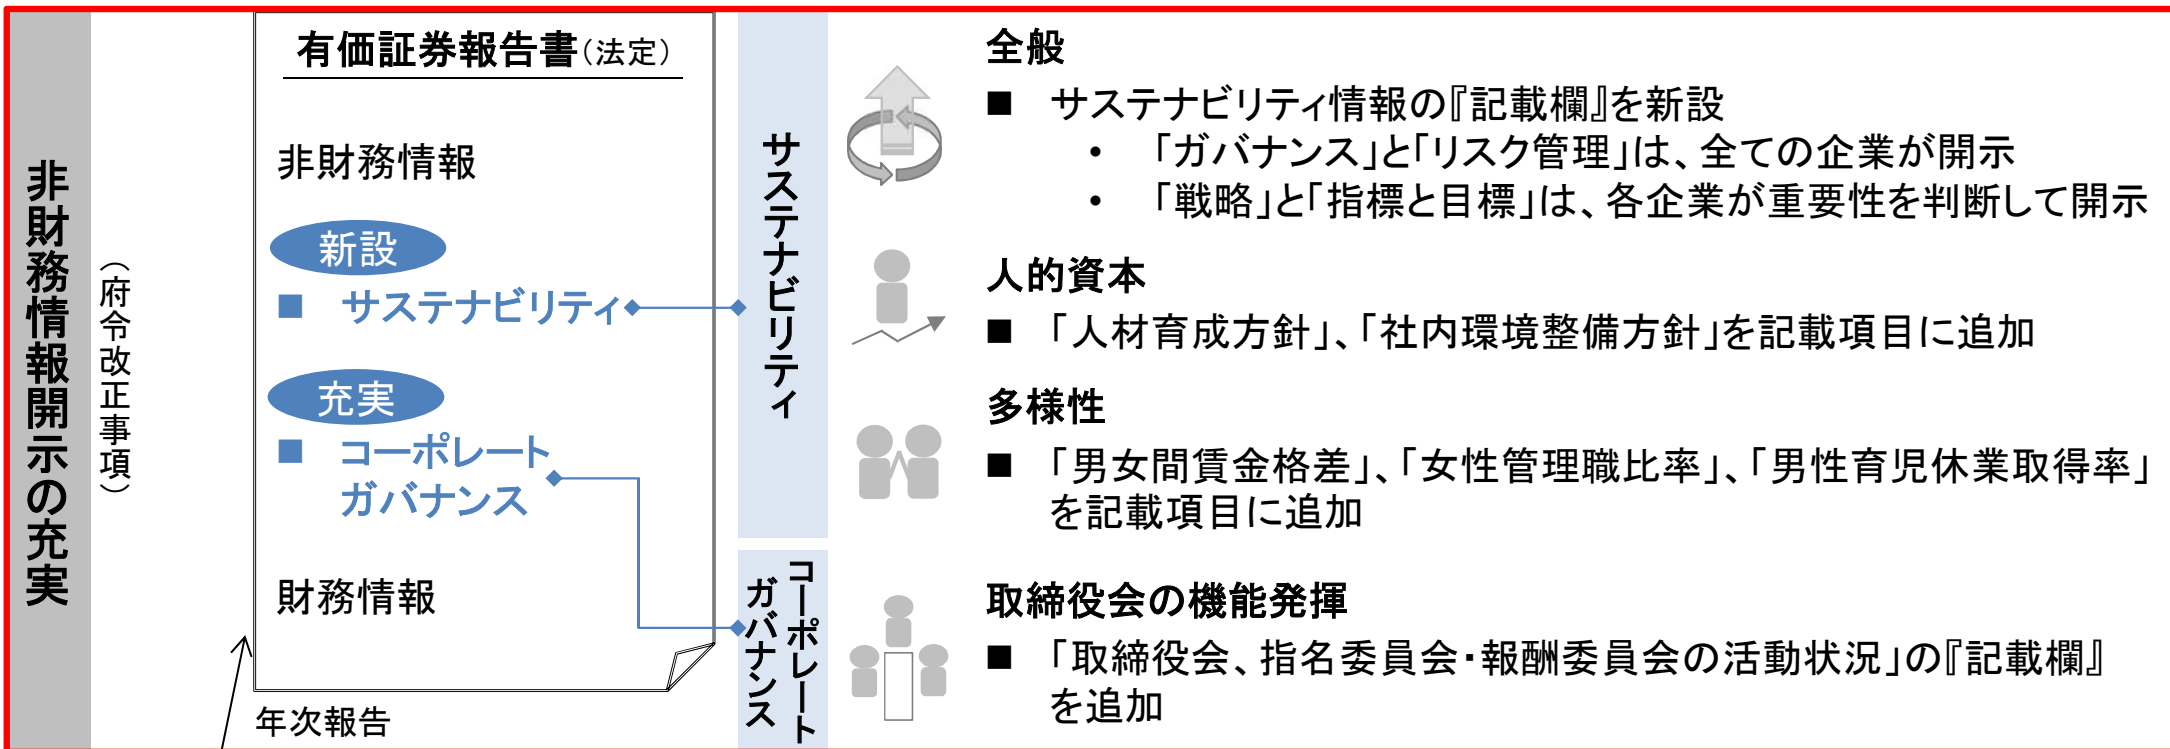 非財務情報開示の充実
（府令改正事項）
有価証券報告書（法定）
非財務情報
新設
■ サステナビリティ
充実
■ コーポレート
ガバナンス
財務情報
年次報告
サステナビリティ
コーポレート
ガバナンス
全般
■ サステナビリティ情報の『記載欄』を新設
• 「ガバナンス」と「リスク管理」は、全ての企業が開示
• 「戦略」と「指標と目標」は、各企業が重要性を判断して開示
人的資本
■ 「人材育成方針」、「社内環境整備方針」を記載項目に追加
多様性
■ 「男女間賃金格差」、「女性管理職比率」、「男性育児休業取得率」
を記載項目に追加
取締役会の機能発揮
■ 「取締役会、指名委員会・報酬委員会の活動状況」の『記載欄』
を追加